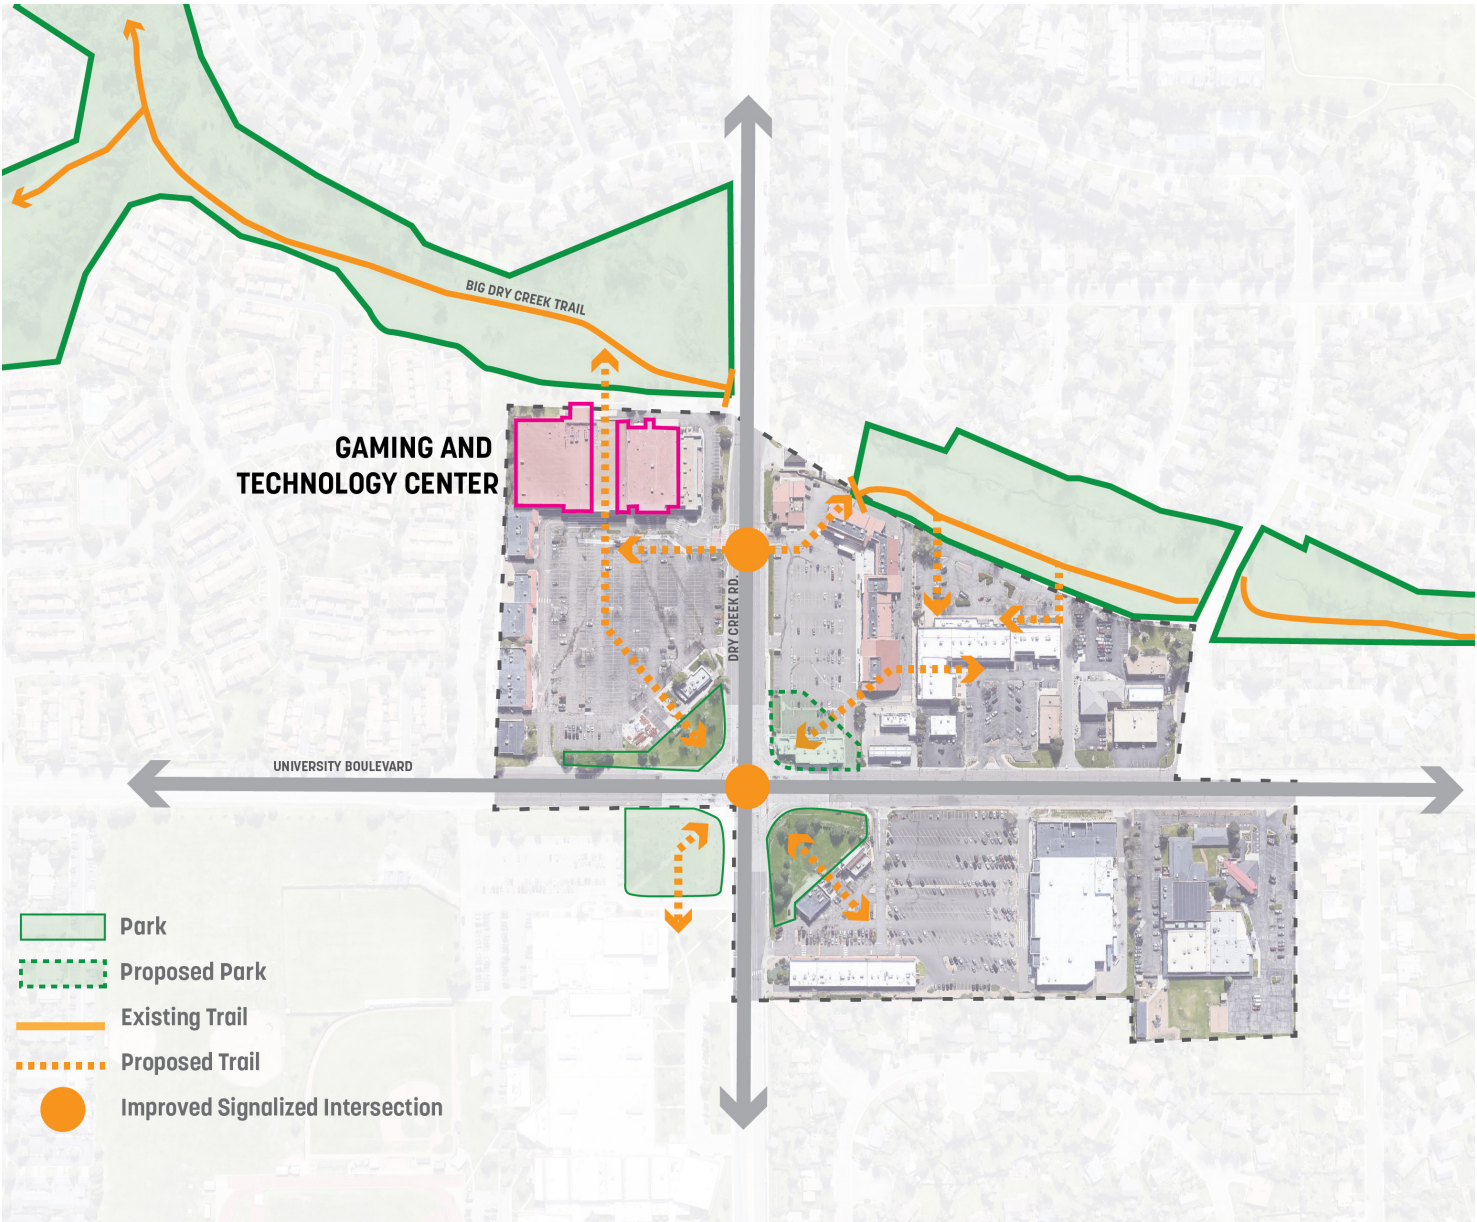 BIG DRY CREEK TRAIL
GAMING AND
TECHNOLOGY CENTER
DRY CREEK RD.
UNIVERSITY BOULEVARD
Park
Proposed Park
Existing Trail
Proposed Trail
Improved Signalized Intersection